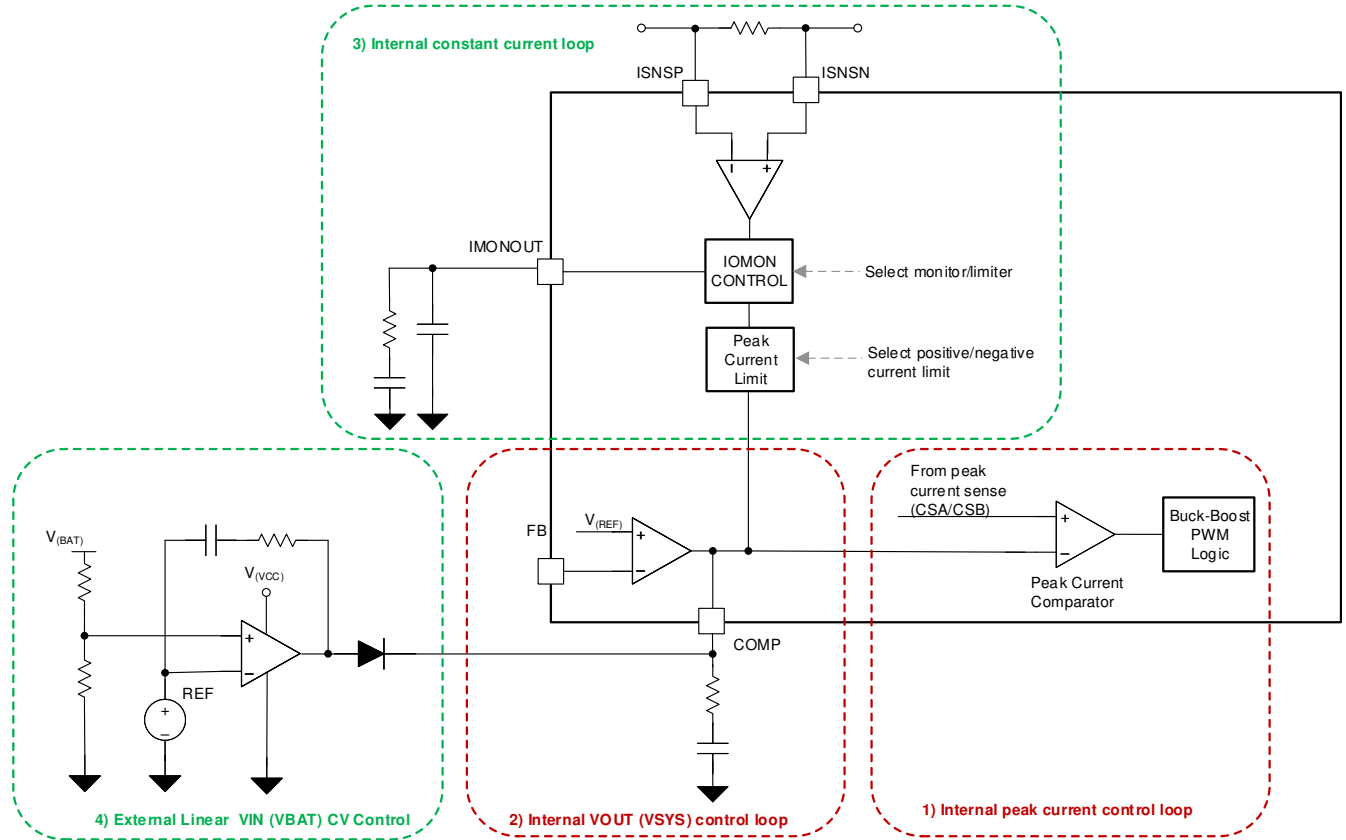 3) Internal constant current loop
ISNSP
ISNSN
-
+
IMONOUT
IOMON
CONTROL
Select monitor/limiter
Peak
Current
Limit
Select positive/negative
current limit
From peak
current sense
(CSA/CSB)
FB
V(REF)
+
-
+
-
Buck-Boost
PWM
Logic
Peak Current
Comparator
V(BAT)
V(VCC)
+
-
REF
+
-
COMP
4) External Linear VIN (VBAT) CV Control
2) Internal VOUT (VSYS) control loop
1) Internal peak current control loop